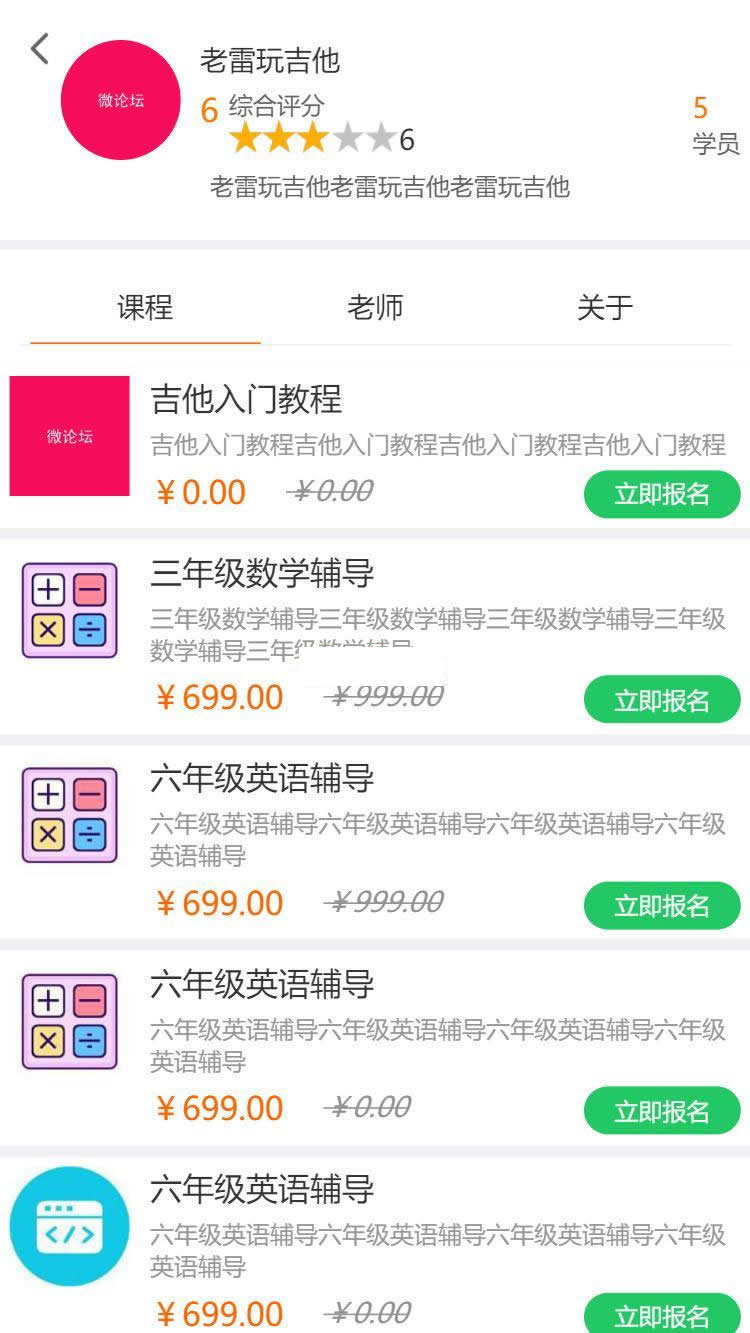 老雷玩吉他
微论坛
6 综合评分
6
5
学员
老雷玩吉他老雷玩吉他老雷玩吉他
课程 老师 关于
微论坛
吉他入门教程
吉他入门教程吉他入门教程吉他入门教程吉他入门教程
￥0.00 ￥0.00 立即报名
三年级数学辅导
三年级数学辅导三年级数学辅导三年级数学辅导三年级
数学辅导三年级数学辅导
￥699.00 ￥999.00 立即报名
六年级英语辅导
六年级英语辅导六年级英语辅导六年级英语辅导六年级
英语辅导
￥699.00 ￥999.00 立即报名
六年级英语辅导
六年级英语辅导六年级英语辅导六年级英语辅导六年级
英语辅导
￥699.00 ￥0.00 立即报名
六年级英语辅导
六年级英语辅导六年级英语辅导六年级英语辅导六年级
英语辅导
￥699.00 ￥0.00 立即报名